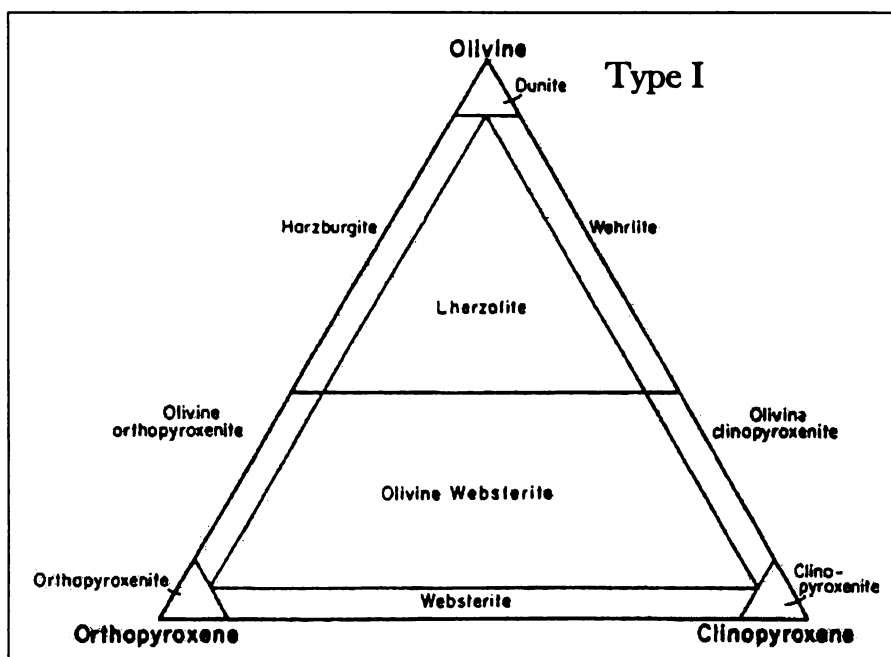 Olivine
Type I
Dunite
Harzburgite
Wehrlite
Lherzolite
Olivine
orthopyroxenite
Olivine
clinopyroxenite
Olivine Websterite
Orthopyroxenite
Clino-
pyroxenite
Websterite
Orthopyroxene
Clinopyroxene